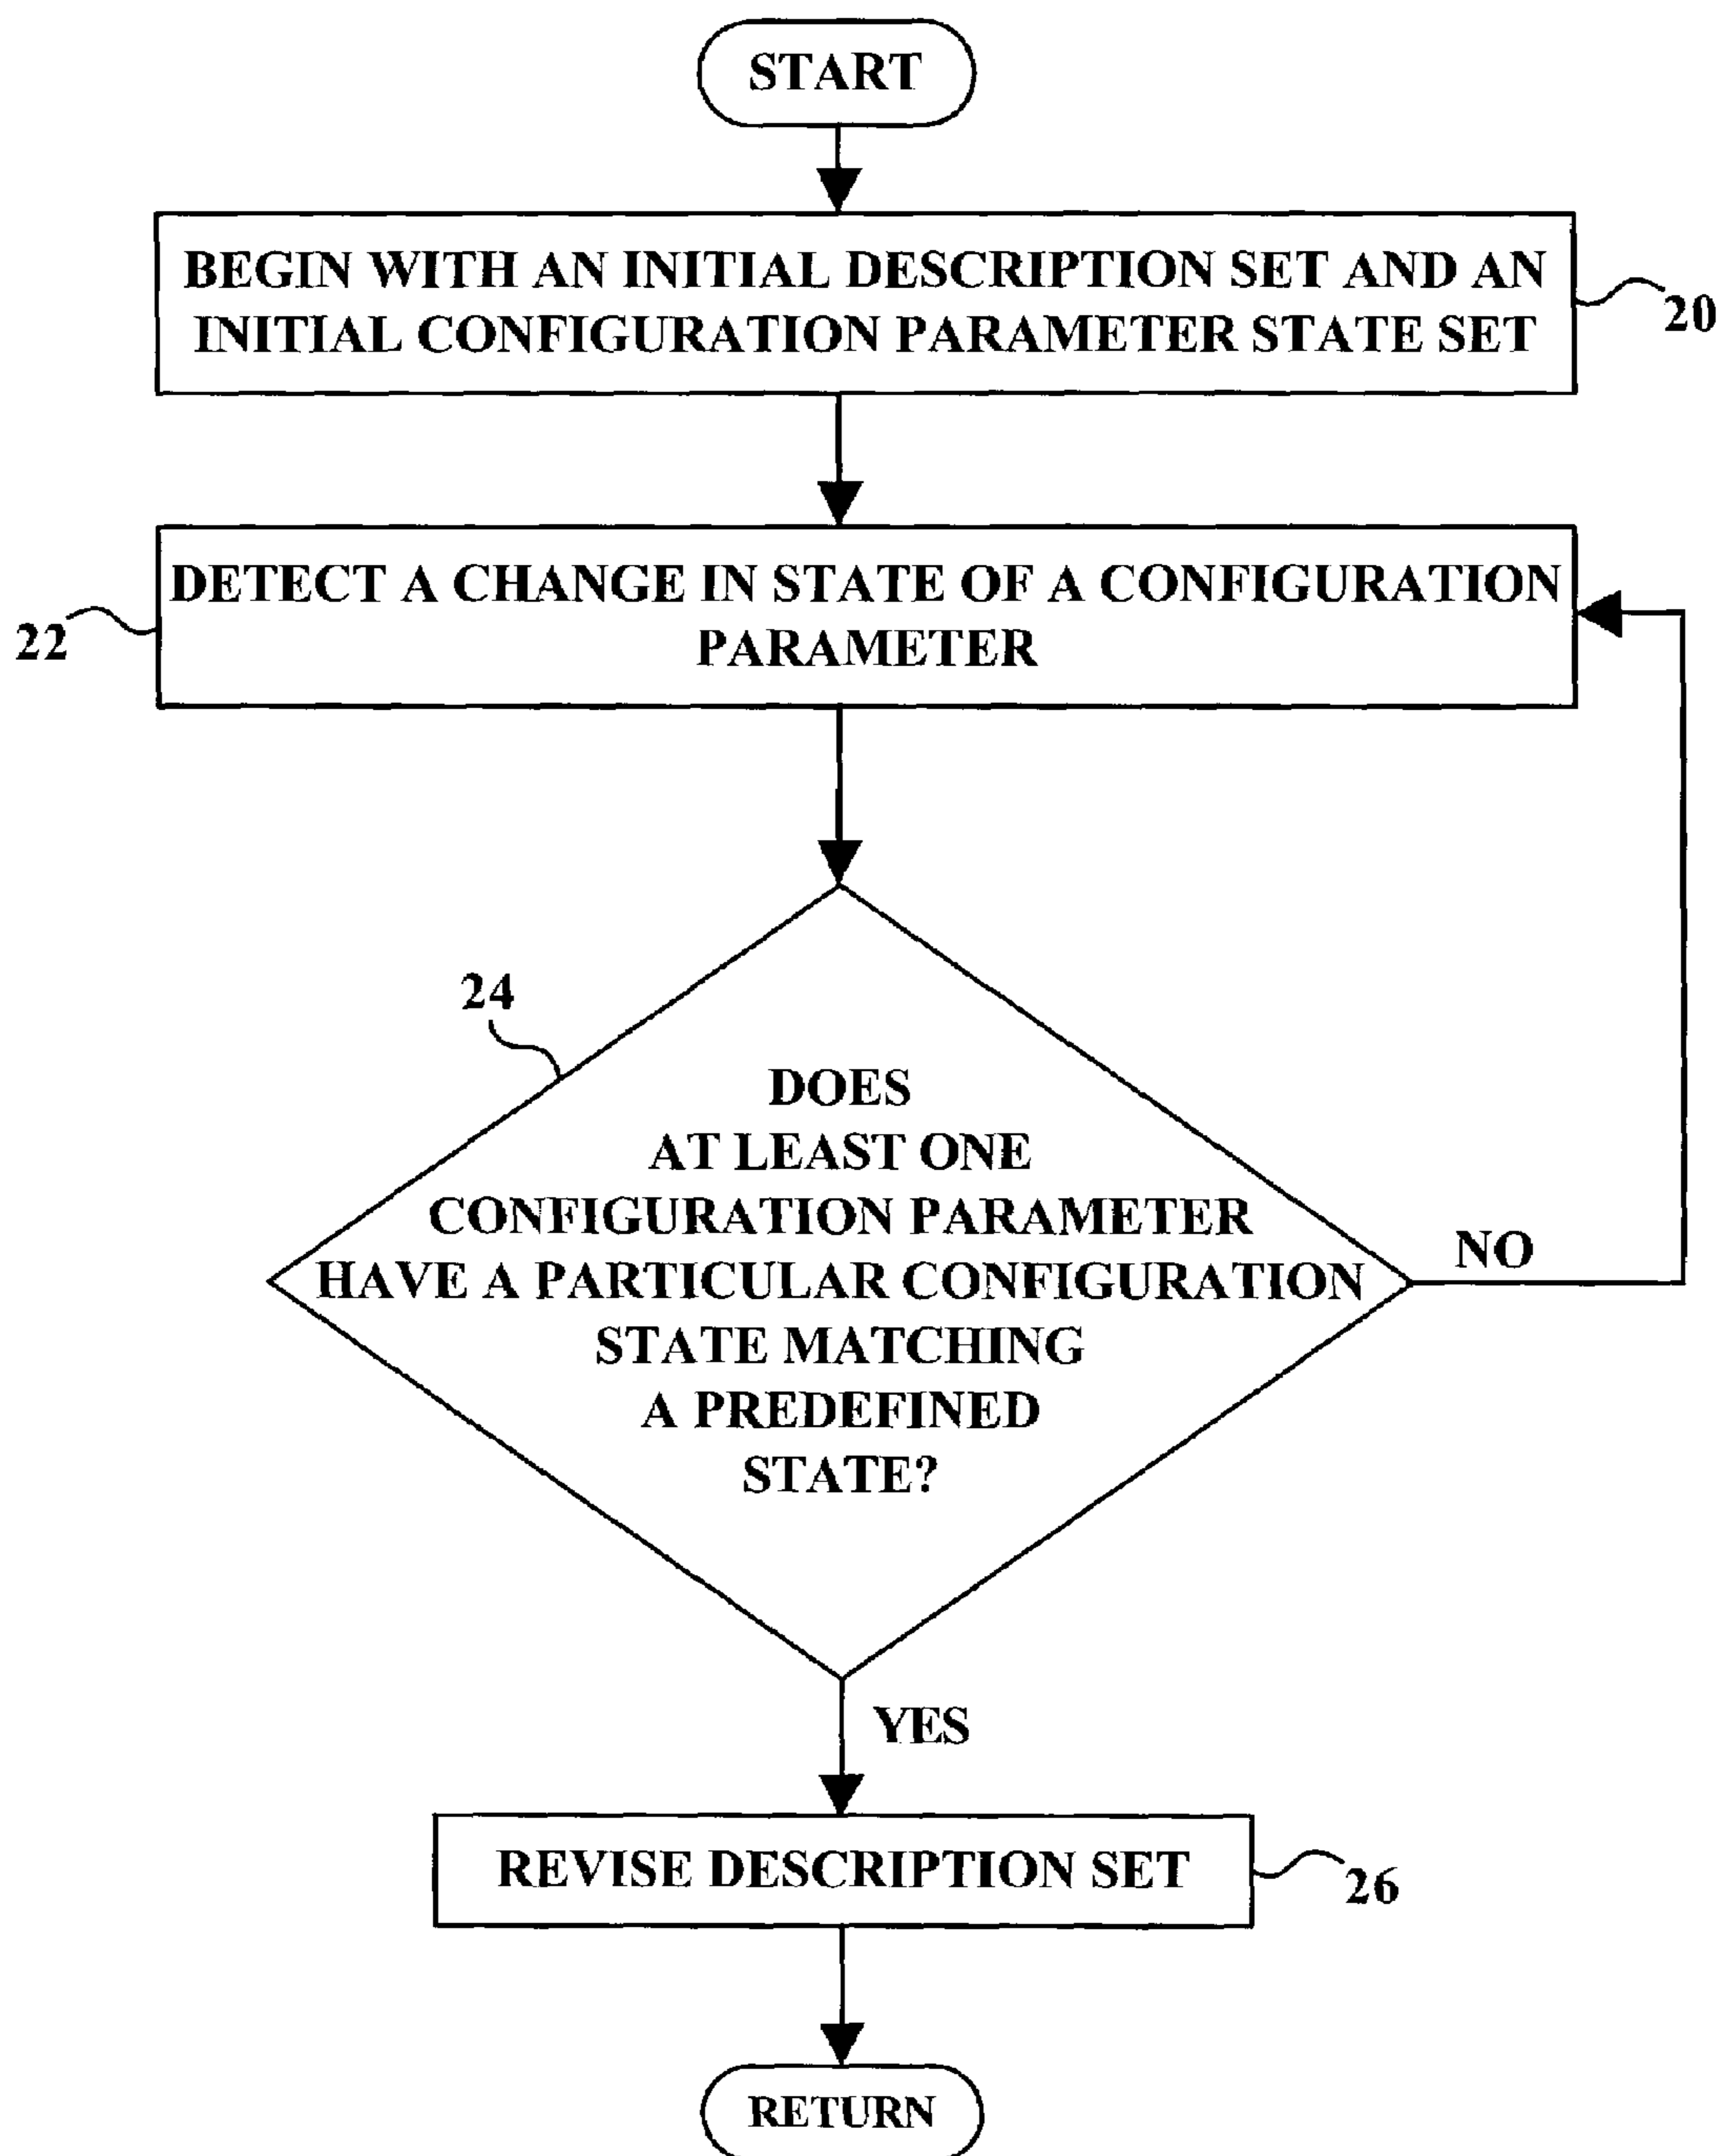 START
BEGIN WITH AN INITIAL DESCRIPTION SET AND AN
INITIAL CONFIGURATION PARAMETER STATE SET
20
DETECT A CHANGE IN STATE OF A CONFIGURATION
PARAMETER
22
24
DOES
AT LEAST ONE
CONFIGURATION PARAMETER
HAVE A PARTICULAR CONFIGURATION
STATE MATCHING
A PREDEFINED
STATE?
NO
YES
REVISE DESCRIPTION SET
26
RETURN